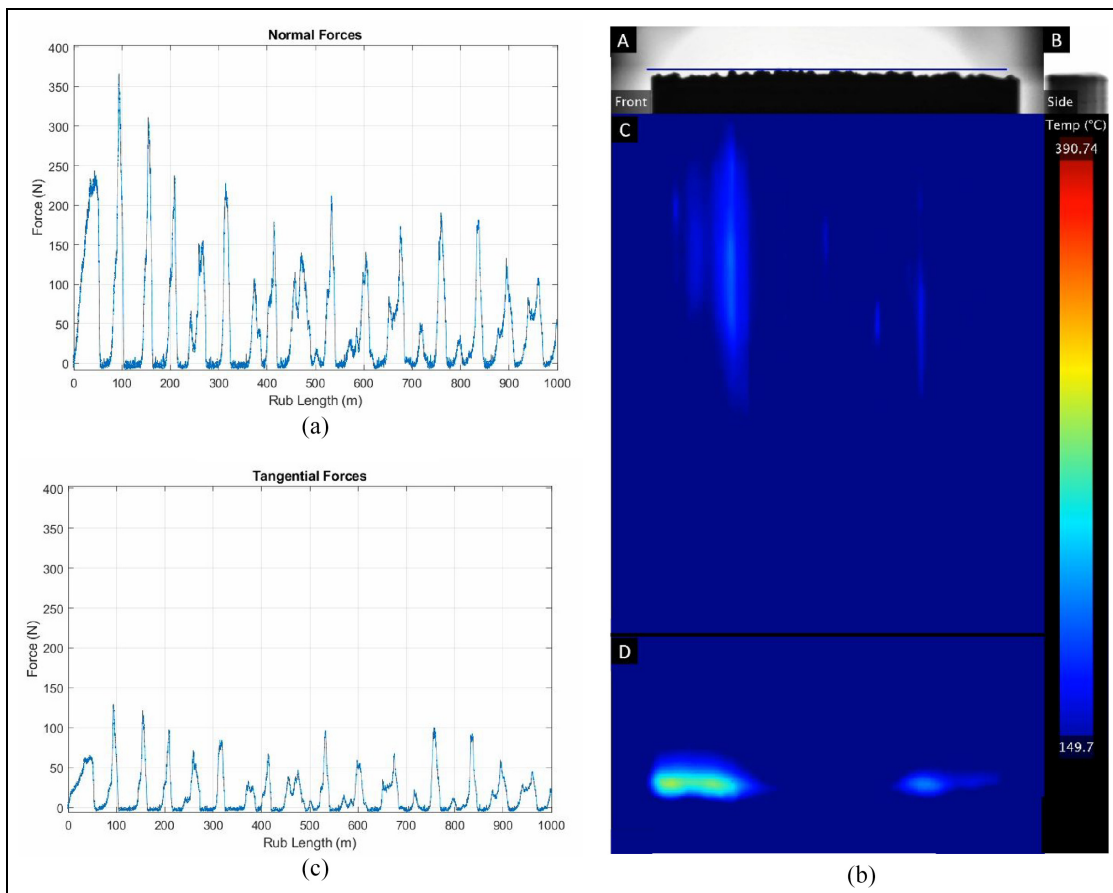 Normal Forces
400
350
300
250
200
150
100
50
0
Force (N)
0 100 200 300 400 500 600 700 800 900 1000
Rub Length (m)
(a)
Tangential Forces
400
350
300
250
200
150
100
50
0
Force (N)
0 100 200 300 400 500 600 700 800 900 1000
Rub Length (m)
(c)
A
B
Front
Side
C
Temp (°C)
390.74
149.7
D
(b)